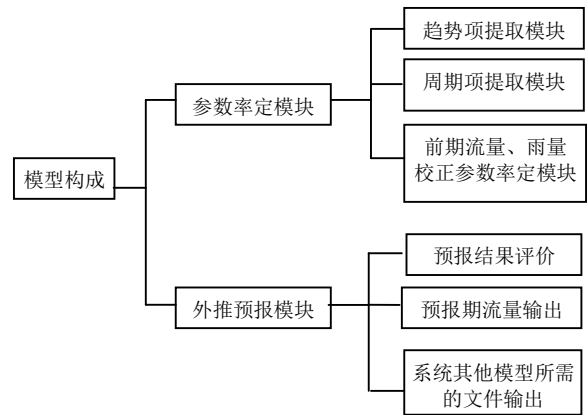 模型构成
参数率定模块
趋势项提取模块
周期项提取模块
前期流量、雨量
校正参数率定模块
外推预报模块
预报结果评价
预报期流量输出
系统其他模型所需
的文件输出